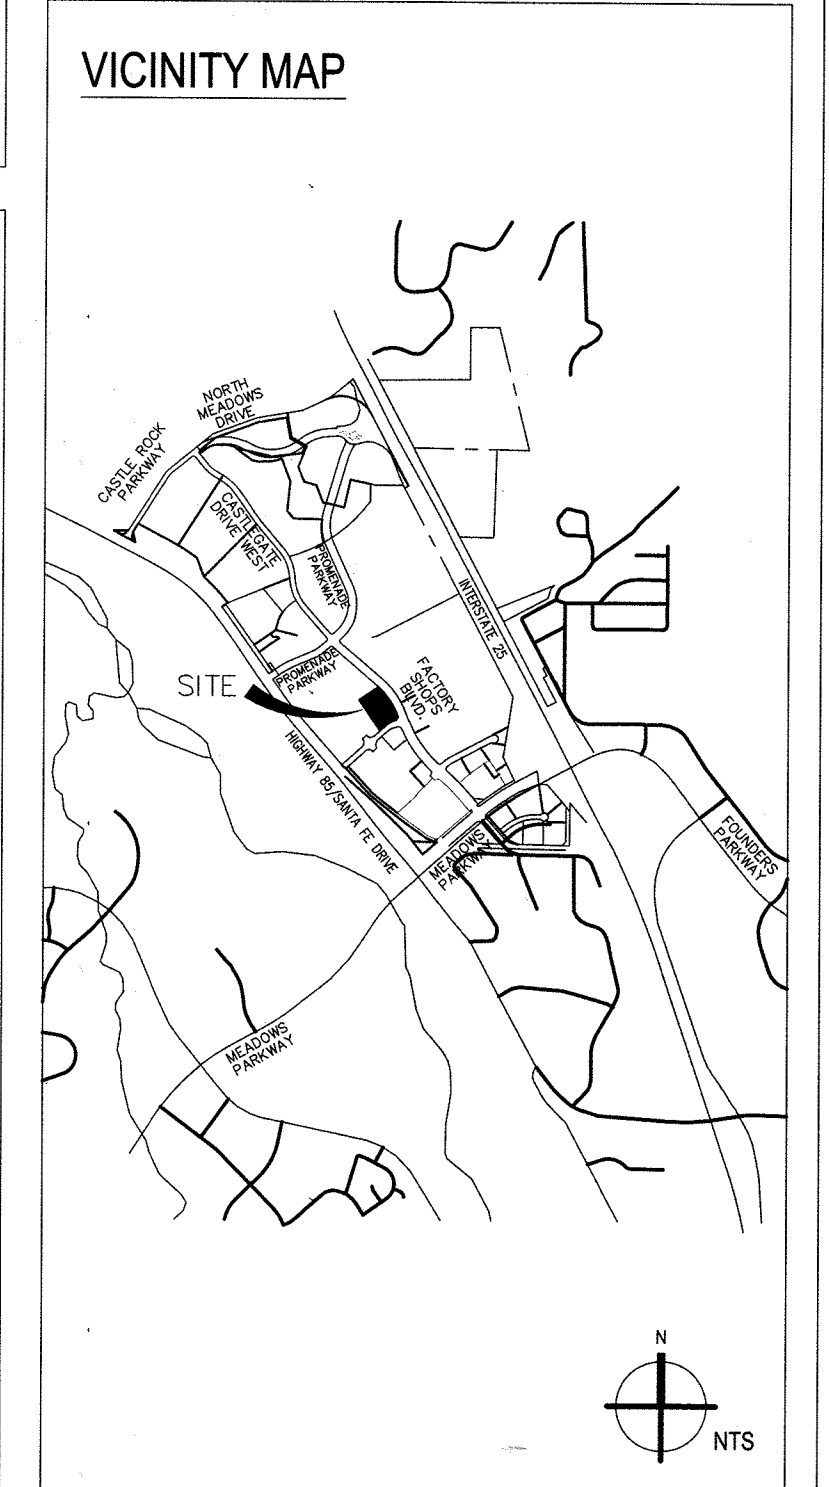 VICINITY MAP
NORTH
MEADOWS
DRIVE
CASTLE ROCK
PARKWAY
CASTLEGATE
DRIVE WEST
PROMENADE
PARKWAY
INTERSTATE 25
PROMENADE
PARKWAY
SITE
FACTORY
SHOPS
BLVD.
HIGHWAY 85/SANTA FE DRIVE
MEADOWS
PARKWAY
FOUNDERS
PARKWAY
MEADOWS
PARKWAY
N
NTS